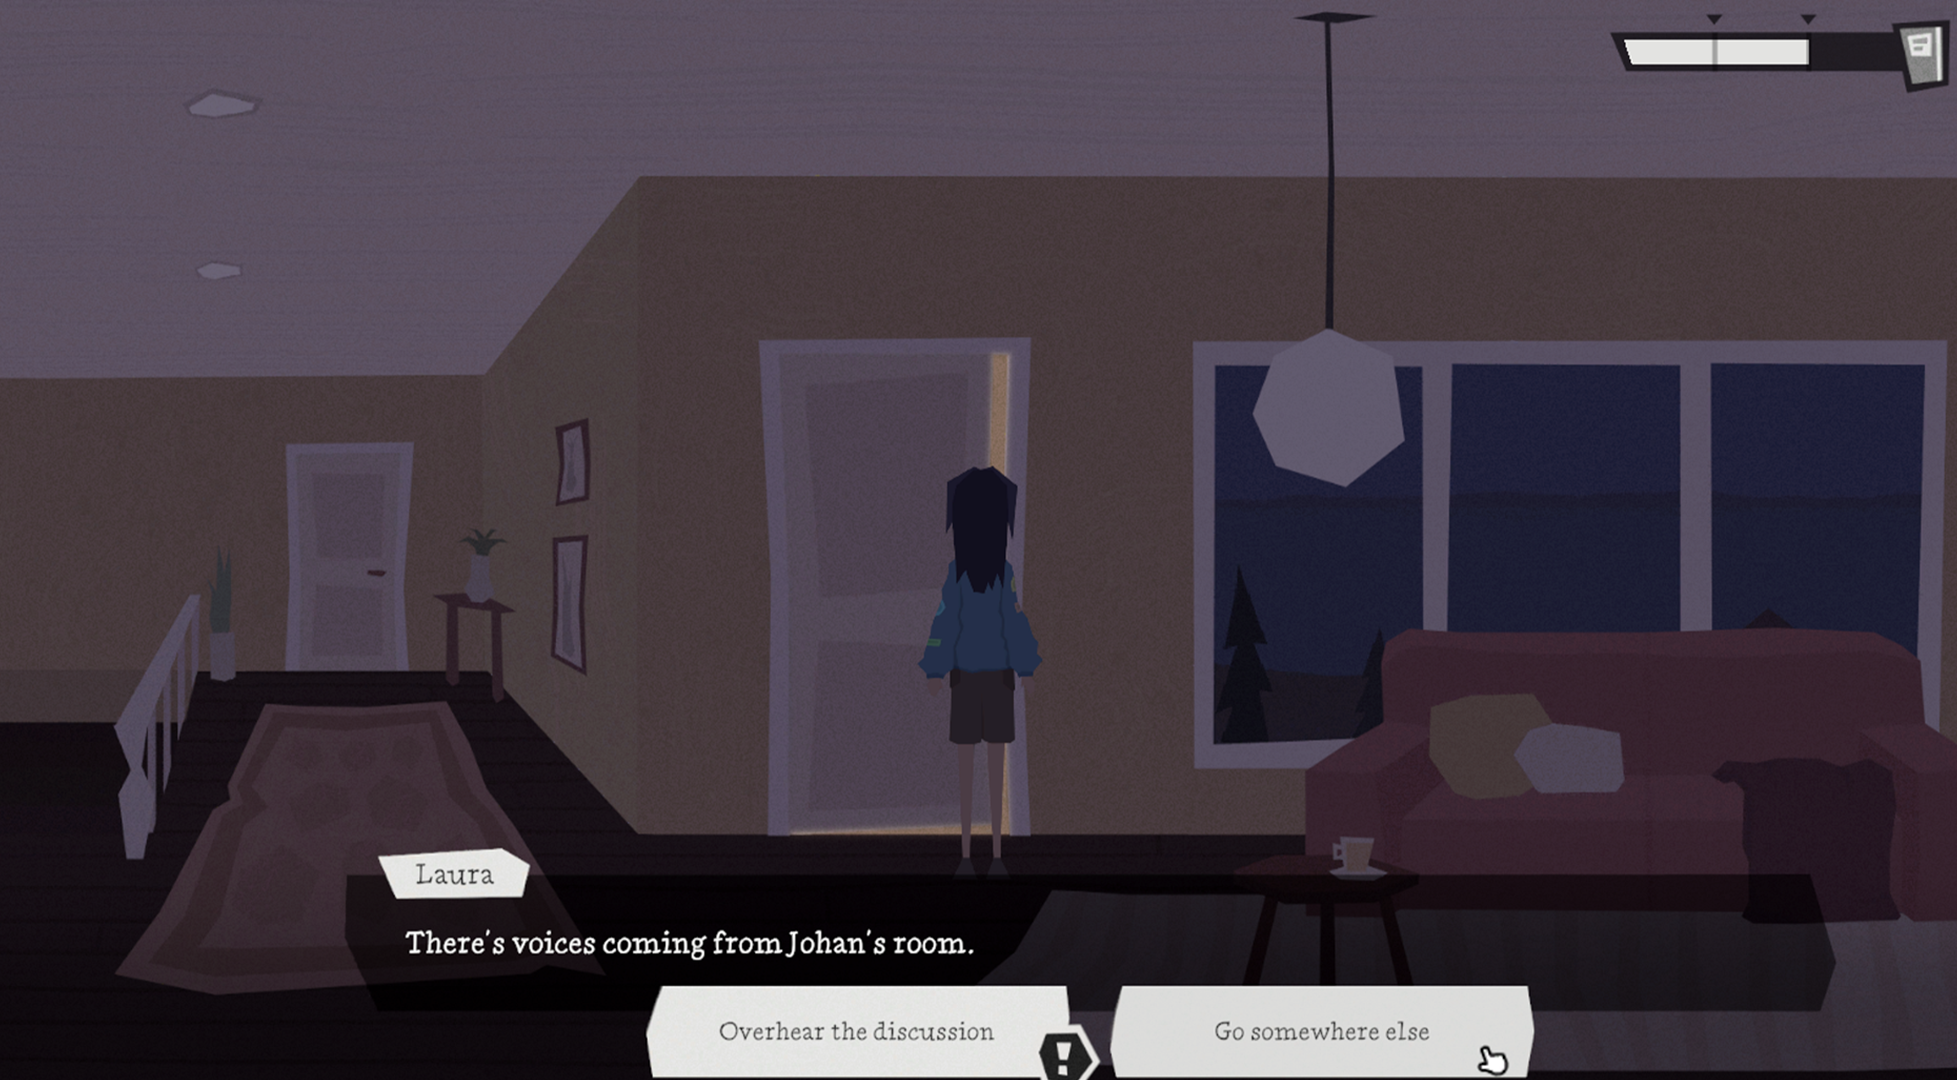 Laura
There's voices coming from Johan's room.
Overhear the discussion
!
Go somewhere else